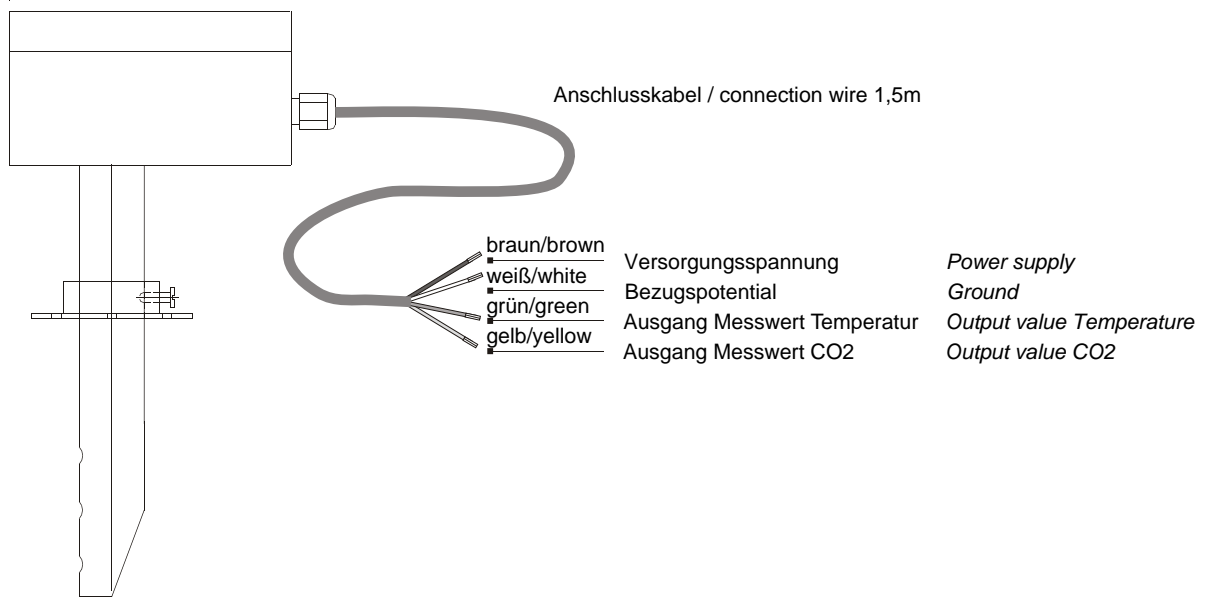 Anschlusskabel / connection wire 1,5m
braun/brown Versorgungsspannung Power supply
weiß/white Bezugspotential Ground
grün/green Ausgang Messwert Temperatur Output value Temperature
gelb/yellow Ausgang Messwert CO2 Output value CO2